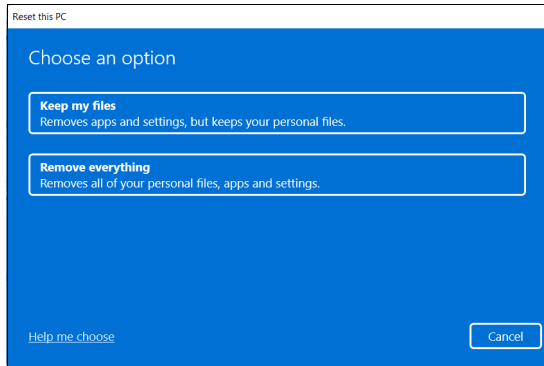 Reset this PC
Choose an option
Keep my files
Removes apps and settings, but keeps your personal files.
Remove everything
Removes all of your personal files, apps and settings.
Help me choose
Cancel